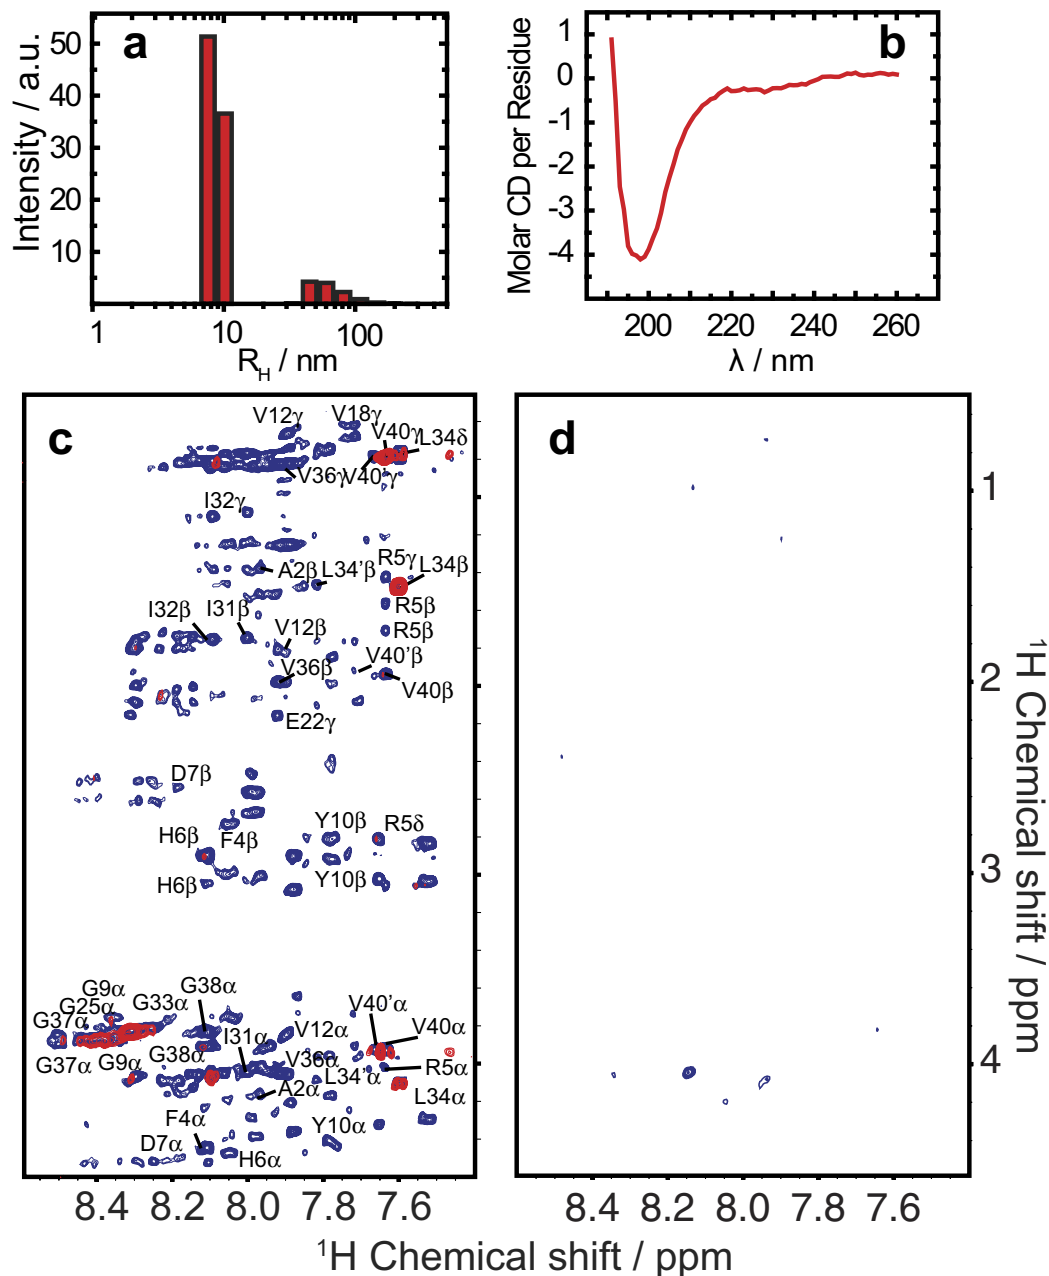 a
Intensity / a.u.
50
40
30
20
10
1
10
100
R_H / nm
b
Molar CD per Residue
1
0
-1
-2
-3
-4
200
220
240
260
λ / nm
c
V12γ
V18γ
V40γ
L34δ
V36γ
V40'γ
I32γ
R5γ
A2β
L34'β
L34β
R5β
I32β
I31β
R5β
V12β
V40'β
V36β
V40β
E22γ
D7β
H6β
F4β
Y10β
R5δ
H6β
Y10β
G9α
G38α
G25α
G33α
V40'α
G37α
V12α
V40α
I31α
G37α
G9α
G38α
V36α
L34'α
R5α
A2α
L34α
F4α
Y10α
D7α
H6α
8.4
8.2
8.0
7.8
7.6
d
1
2
3
4
¹H Chemical shift / ppm
8.4
8.2
8.0
7.8
7.6
¹H Chemical shift / ppm